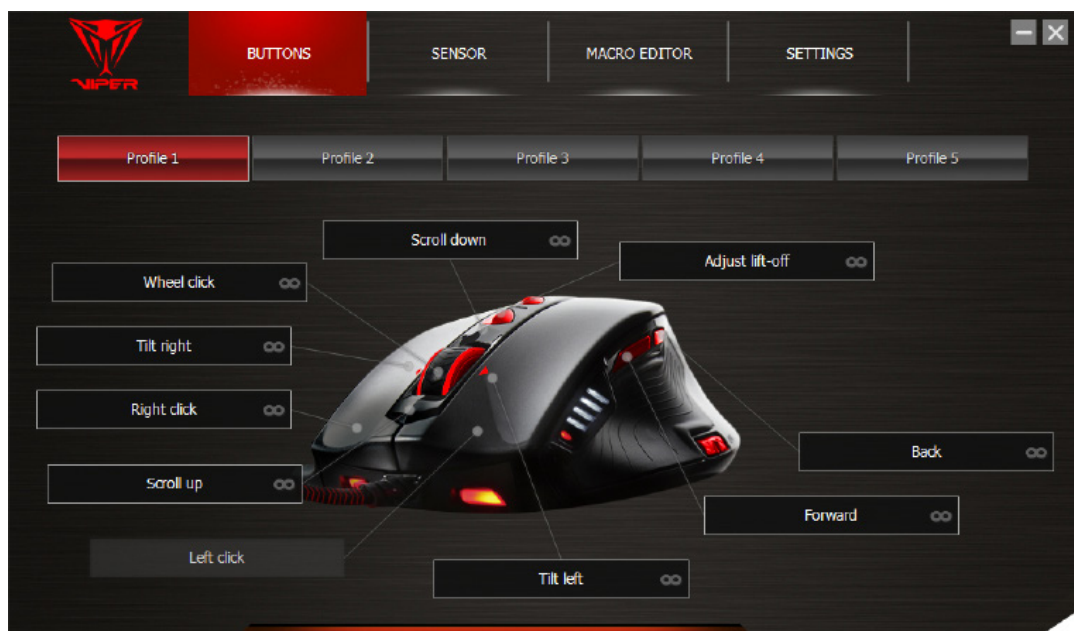 VIPER
BUTTONS
SENSOR
MACRO EDITOR
SETTINGS
Profile 1
Profile 2
Profile 3
Profile 4
Profile 5
Scroll down
Adjust lift-off
Wheel click
Tilt right
Right click
Back
Scroll up
Forward
Left click
Tilt left